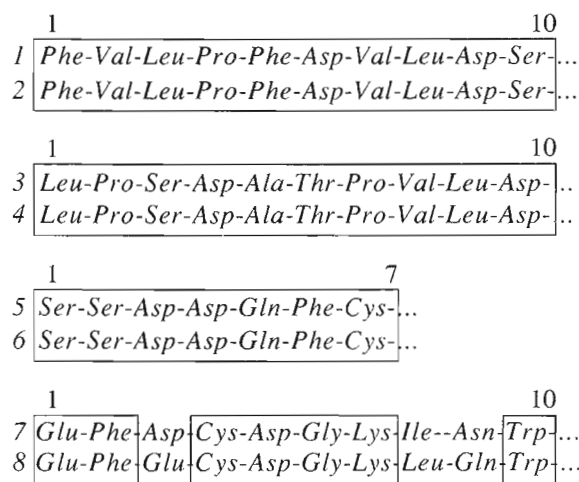 1 10
1 Phe-Val-Leu-Pro-Phe-Asp-Val-Leu-Asp-Ser-...
2 Phe-Val-Leu-Pro-Phe-Asp-Val-Leu-Asp-Ser-...
1 10
3 Leu-Pro-Ser-Asp-Ala-Thr-Pro-Val-Leu-Asp-...
4 Leu-Pro-Ser-Asp-Ala-Thr-Pro-Val-Leu-Asp-...
1 7
5 Ser-Ser-Asp-Asp-Gln-Phe-Cys-...
6 Ser-Ser-Asp-Asp-Gln-Phe-Cys-...
1 10
7 Glu-Phe-Asp-Cys-Asp-Gly-Lys-Ile--Asn-Trp-...
8 Glu-Phe-Glu-Cys-Asp-Gly-Lys-Leu-Gln-Trp-...